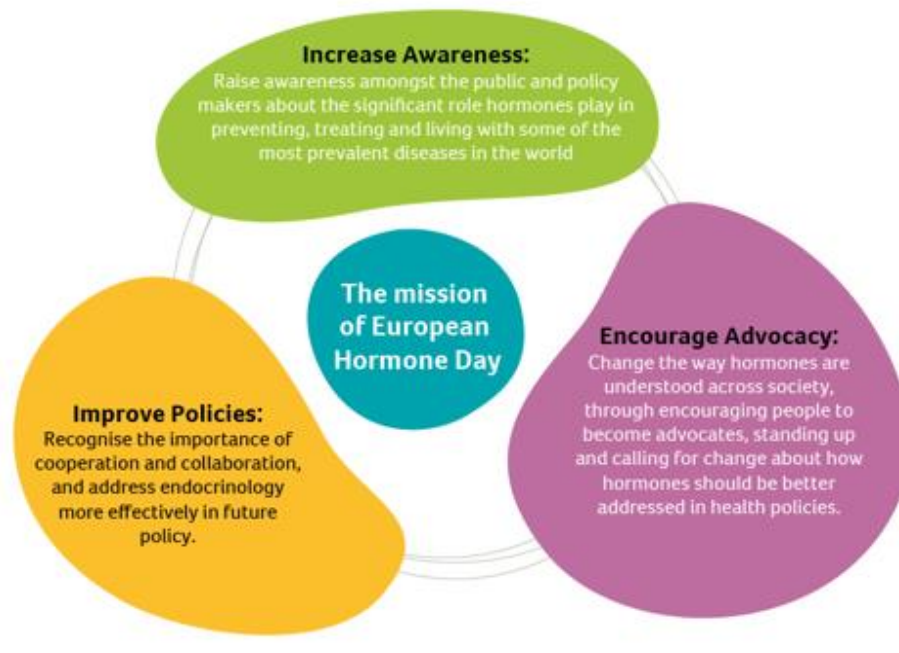 Increase Awareness:
Raise awareness amongst the public and policy
makers about the significant role hormones play in
preventing, treating and living with some of the
most prevalent diseases in the world
The mission
of European
Hormone Day
Encourage Advocacy:
Change the way hormones are
understood across society,
through encouraging people to
become advocates, standing up
and calling for change about how
hormones should be better
addressed in health policies.
Improve Policies:
Recognise the importance of
cooperation and collaboration,
and address endocrinology
more effectively in future
policy.